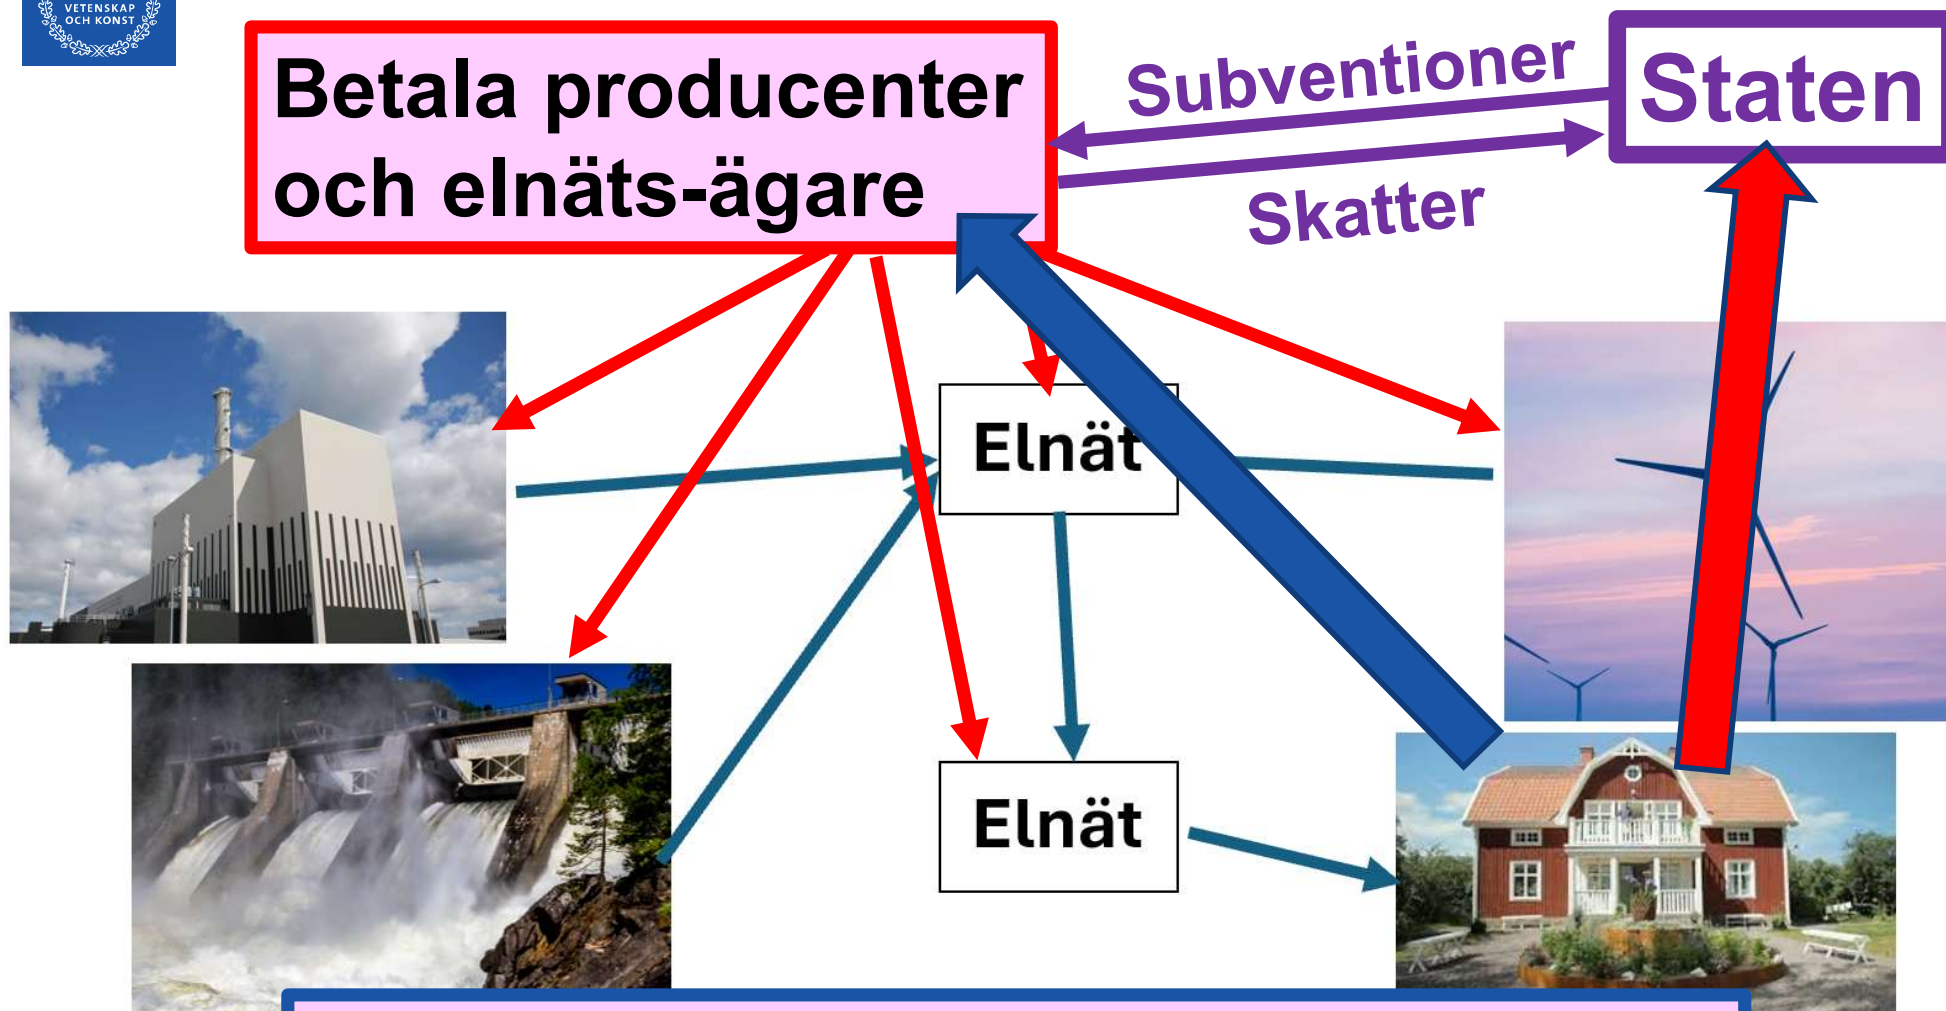 VETENSKAP
OCH KONST
Betala producenter
och elnäts-ägare
Subventioner
Skatter
Staten
Elnät
Elnät